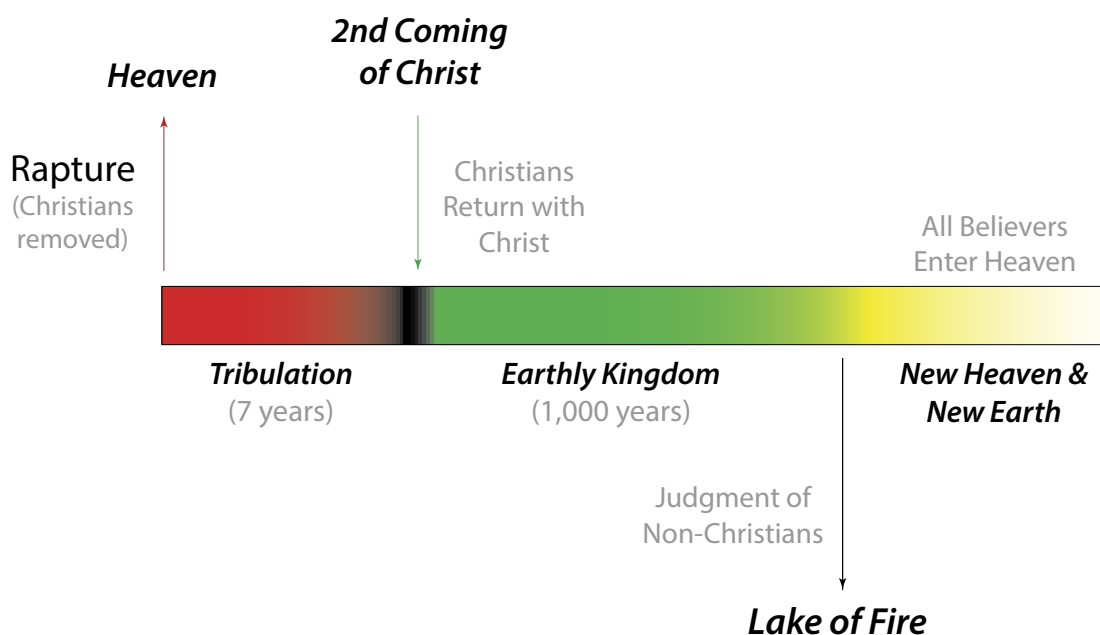 2nd Coming
of Christ
Heaven
Rapture
(Christians
removed)
Christians
Return with
Christ
All Believers
Enter Heaven
Tribulation
(7 years)
Earthly Kingdom
(1,000 years)
New Heaven &
New Earth
Judgment of
Non-Christians
Lake of Fire